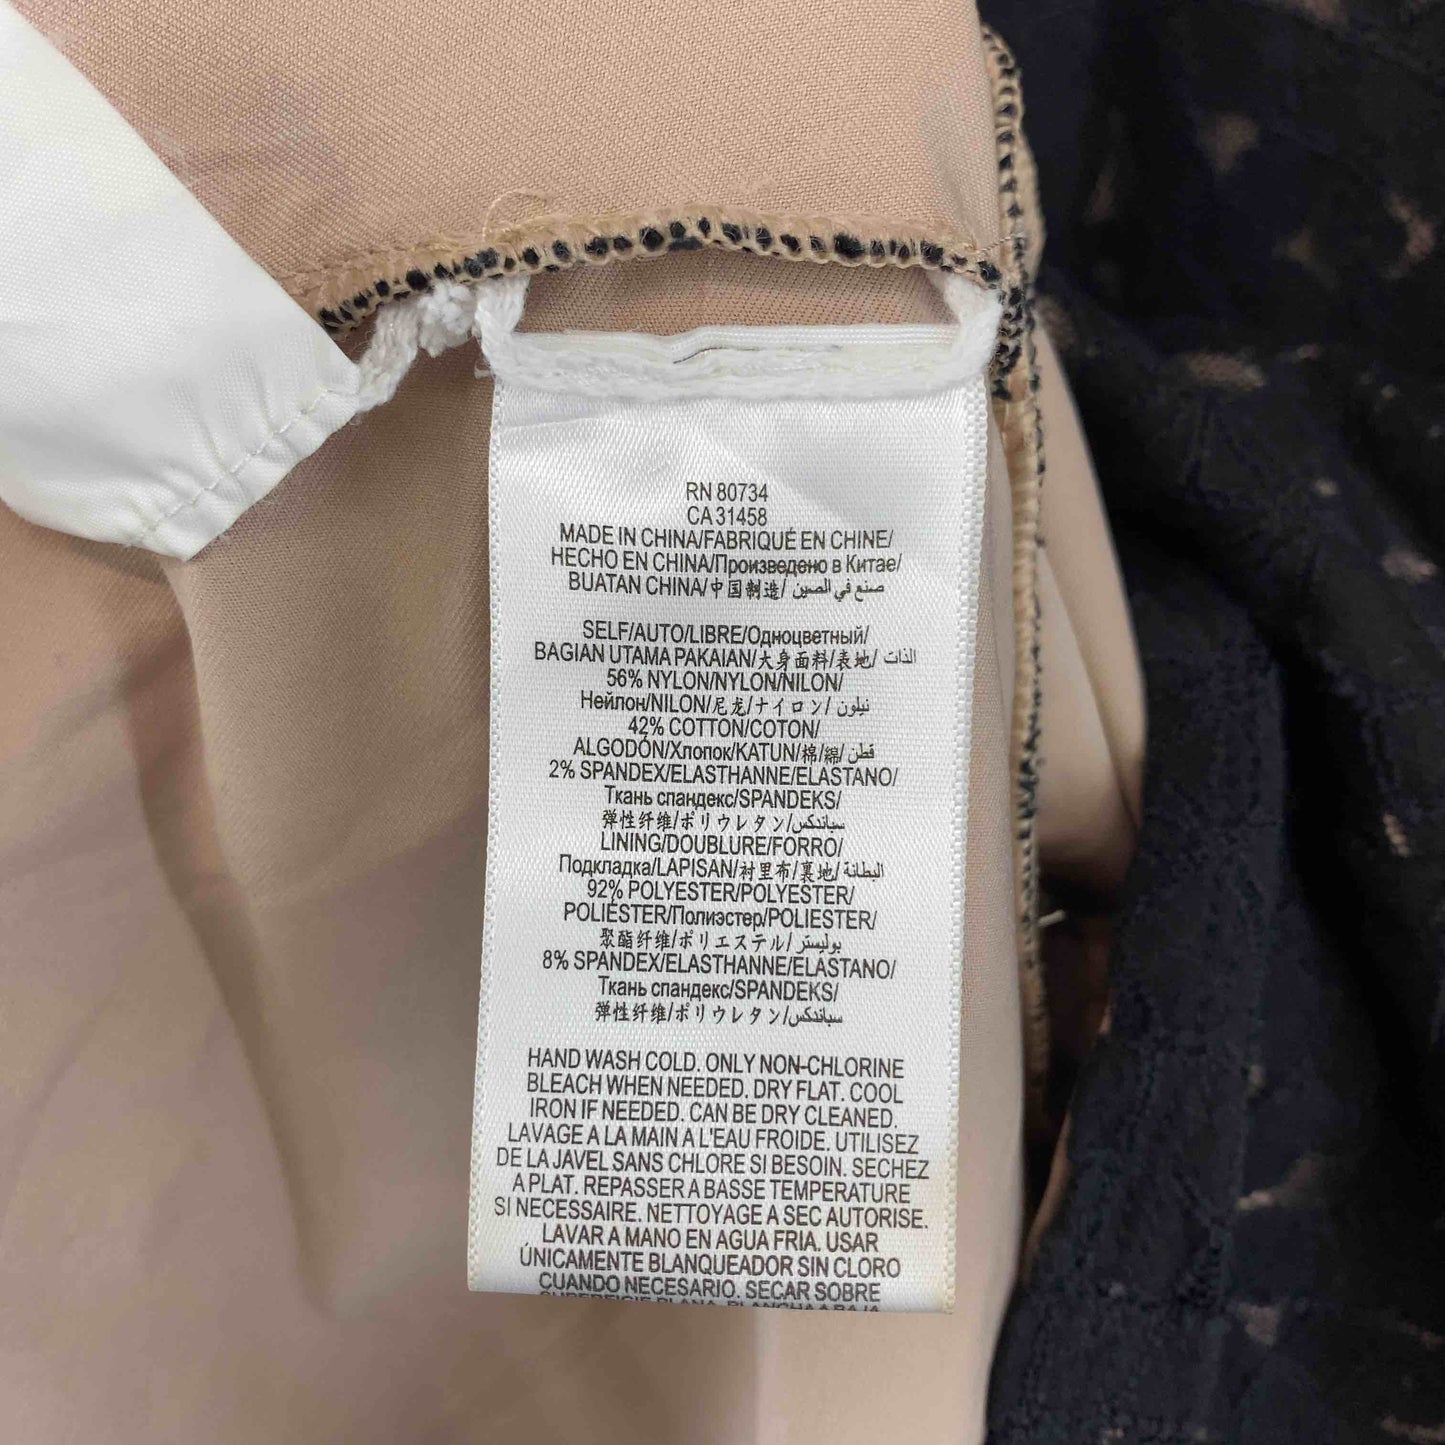 RN 80734
CA 31458
MADE IN CHINA/FABRIQUÉ EN CHINE/
HECHO EN CHINA/Произведено в Китае/
BUATAN CHINA/中国制造/صنع في الصين
SELF/AUTO/LIBRE/Одноцветный/
BAGIAN UTAMA PAKAIAN/大身面料/表地/الذات
56% NYLON/NYLON/NILON/
Нейлон/NILON/尼龙/ナイロン/نيلون
42% COTTON/COTON/
ALGODÓN/Хлопок/KATUN/棉/綿/قطن
2% SPANDEX/ELASTHANNE/ELASTANO/
Ткань спандекс/SPANDEKS/
弹性纤维/ポリウレタン/سباندكس
LINING/DOUBLURE/FORRO/
Подкладка/LAPISAN/衬里布/裏地/البطانة
92% POLYESTER/POLYESTER/
POLIÉSTER/Полиэстер/POLIESTER/
聚酯纤维/ポリエステル/بوليستر
8% SPANDEX/ELASTHANNE/ELASTANO/
Ткань спандекс/SPANDEKS/
弹性纤维/ポリウレタン/سباندكس
HAND WASH COLD. ONLY NON-CHLORINE
BLEACH WHEN NEEDED. DRY FLAT. COOL
IRON IF NEEDED. CAN BE DRY CLEANED.
LAVAGE A LA MAIN A L'EAU FROIDE. UTILISEZ
DE LA JAVEL SANS CHLORE SI BESOIN. SECHEZ
A PLAT. REPASSER A BASSE TEMPERATURE
SI NECESSAIRE. NETTOYAGE A SEC AUTORISE.
LAVAR A MANO EN AGUA FRIA. USAR
ÚNICAMENTE BLANQUEADOR SIN CLORO
CUANDO NECESARIO. SECAR SOBRE
SUPERFICIE PLANA. PLANCHA A BAJA